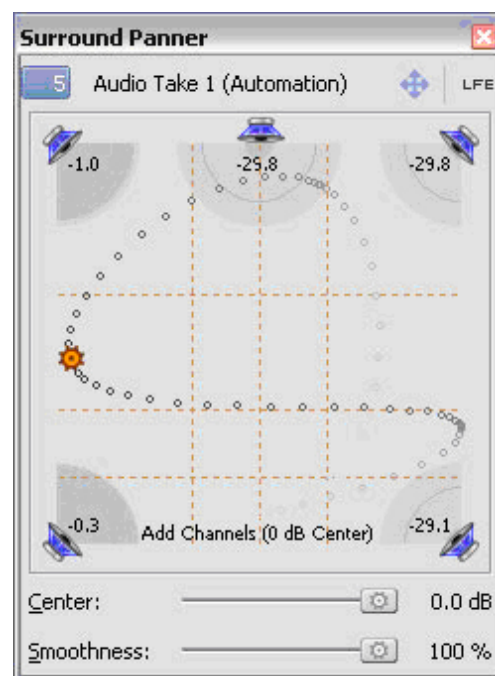 Surround Panner
5 Audio Take 1 (Automation) LFE
-1.0 -29.8 -29.8
-0.3 Add Channels (0 dB Center) -29.1
Center: 0.0 dB
Smoothness: 100 %